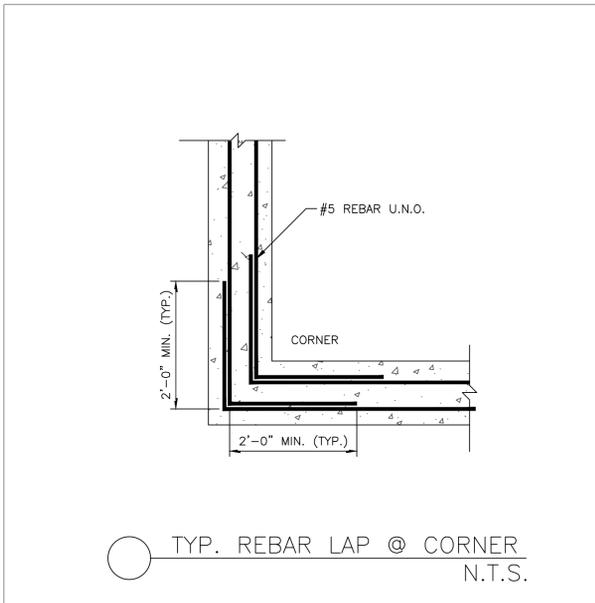 #5 REBAR U.N.O.
2'-0" MIN. (TYP.)
CORNER
2'-0" MIN. (TYP.)
TYP. REBAR LAP @ CORNER
N.T.S.